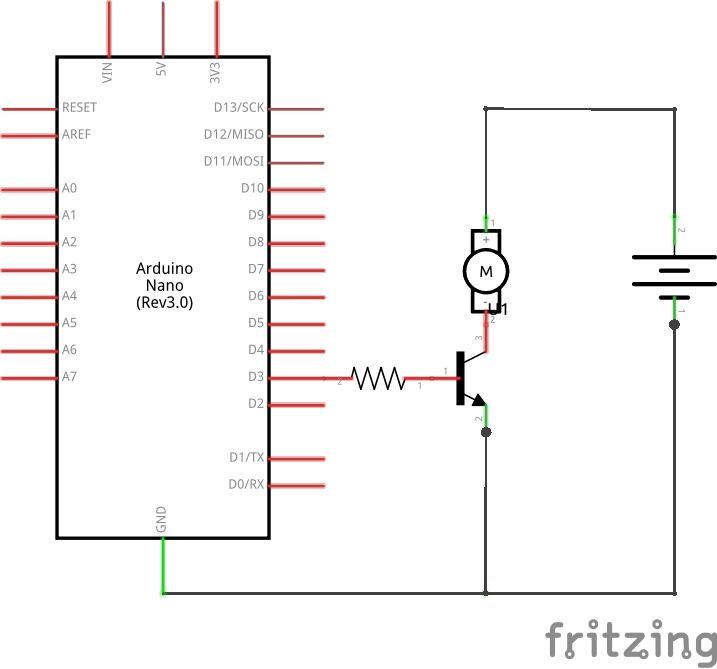 VIN
5V
3V3
RESET
AREF
A0
A1
A2
A3
A4
A5
A6
A7
Arduino
Nano
(Rev3.0)
D13/SCK
D12/MISO
D11/MOSI
D10
D9
D8
D7
D6
D5
D4
D3
D2
D1/TX
D0/RX
GND
2
1
1
+
M
-
U1
2
3
1
2
2
1
fritzing